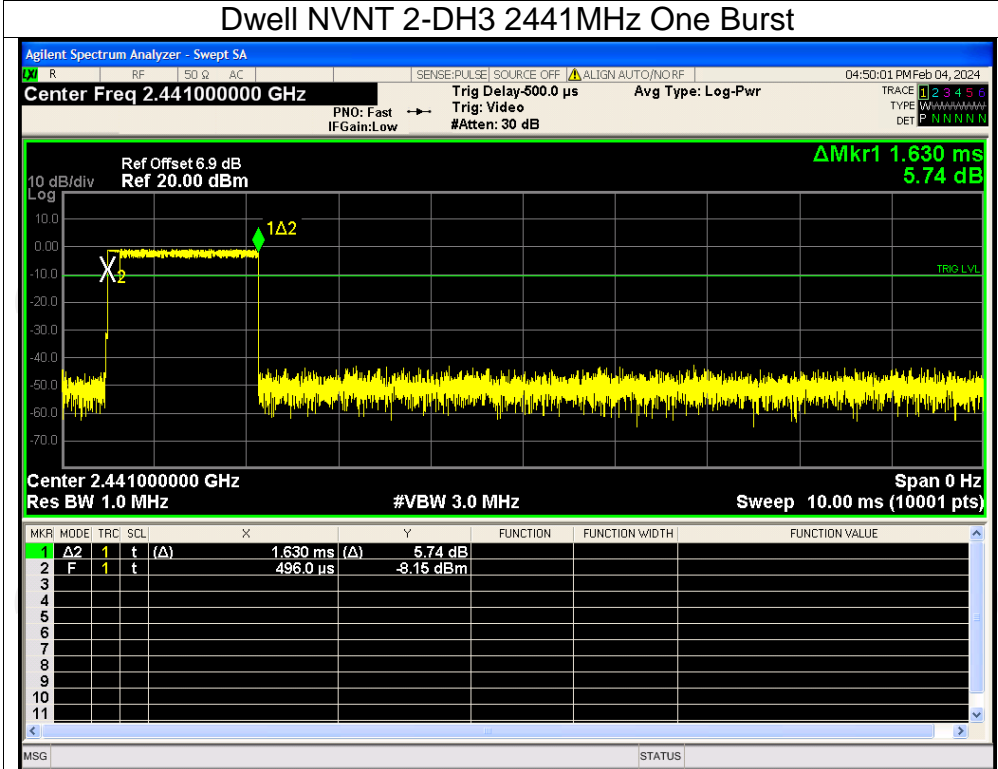 Dwell NVNT 2-DH3 2441MHz One Burst
Agilent Spectrum Analyzer - Swept SA
LXI R RF 50 Ω AC SENSE:PULSE SOURCE OFF ALIGN AUTO/NO RF 04:50:01 PM Feb 04, 2024
Center Freq 2.441000000 GHz Trig Delay-500.0 µs Avg Type: Log-Pwr TRACE 1 2 3 4 5 6
PNO: Fast Trig: Video TYPE WWWWWW
IFGain:Low #Atten: 30 dB DET P N N N N N
ΔMkr1 1.630 ms
Ref Offset 6.9 dB 5.74 dB
10 dB/div Ref 20.00 dBm
Log
10.0
1Δ2
0.00
-10.0
2
TRIG LVL
-20.0
-30.0
-40.0
-50.0
-60.0
-70.0
Center 2.441000000 GHz Span 0 Hz
Res BW 1.0 MHz #VBW 3.0 MHz Sweep 10.00 ms (10001 pts)
MKR MODE TRC SCL X Y FUNCTION FUNCTION WIDTH FUNCTION VALUE
1 Δ2 1 t (Δ) 1.630 ms (Δ) 5.74 dB
2 F 1 t 496.0 µs -8.15 dBm
3
4
5
6
7
8
9
10
11
MSG STATUS